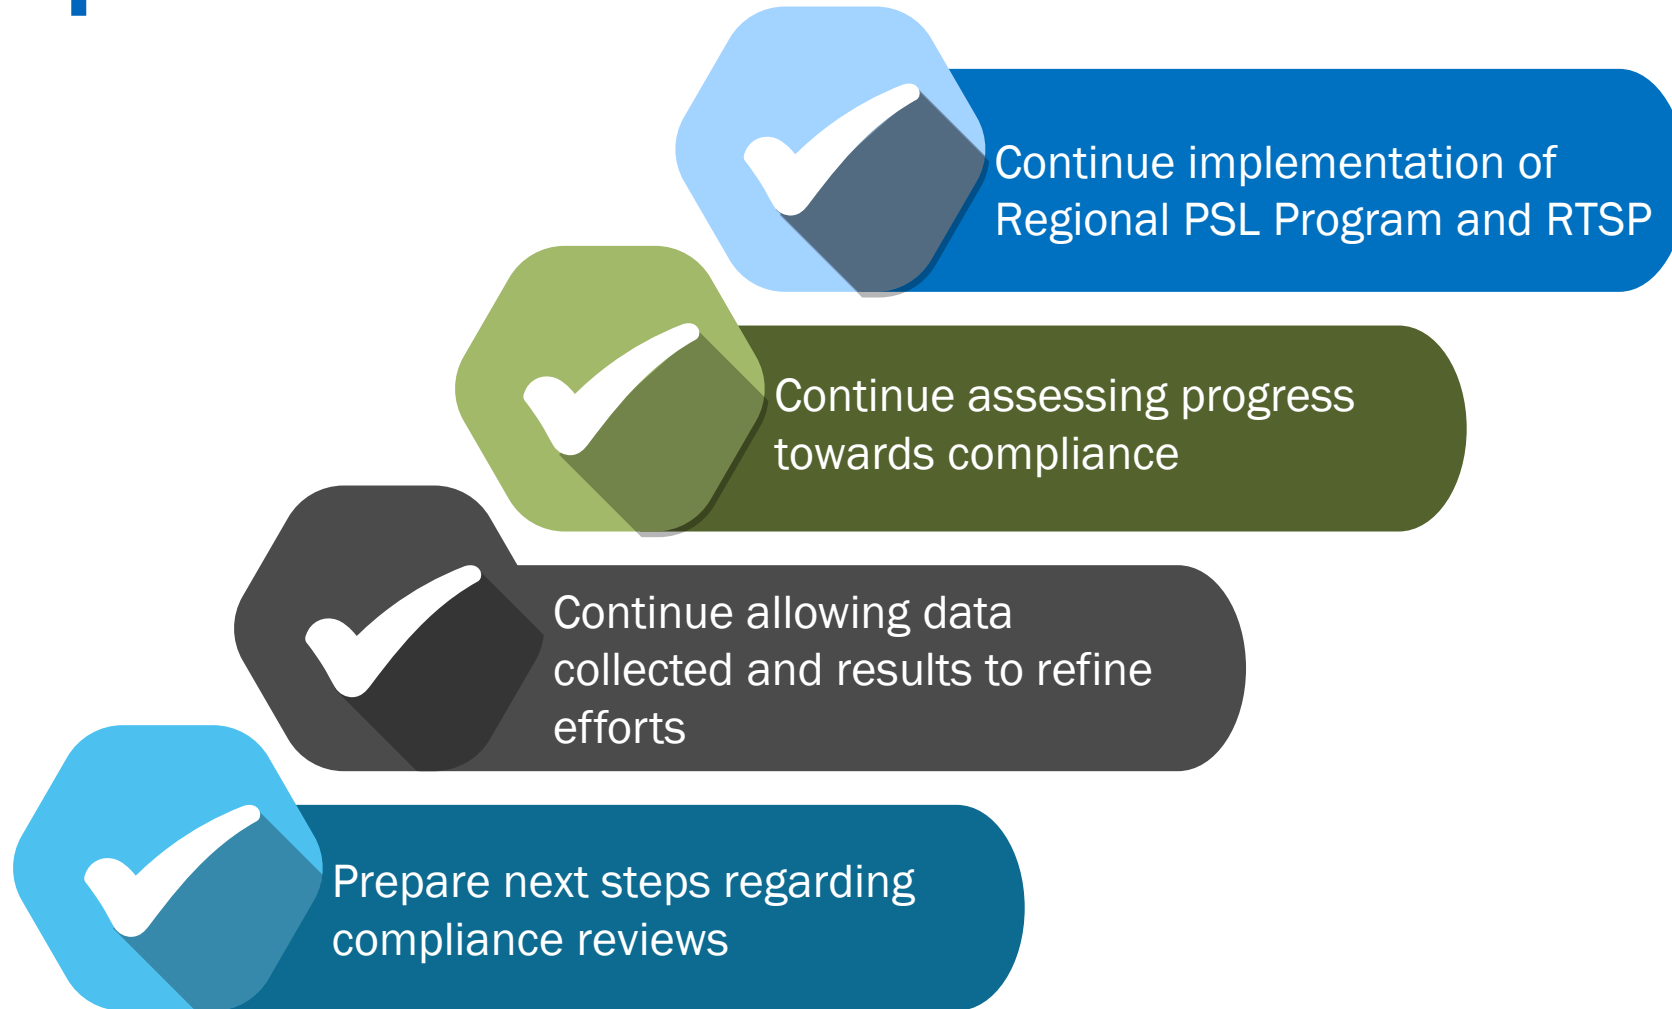 Continue implementation of
Regional PSL Program and RTSP
Continue assessing progress
towards compliance
Continue allowing data
collected and results to refine
efforts
Prepare next steps regarding
compliance reviews